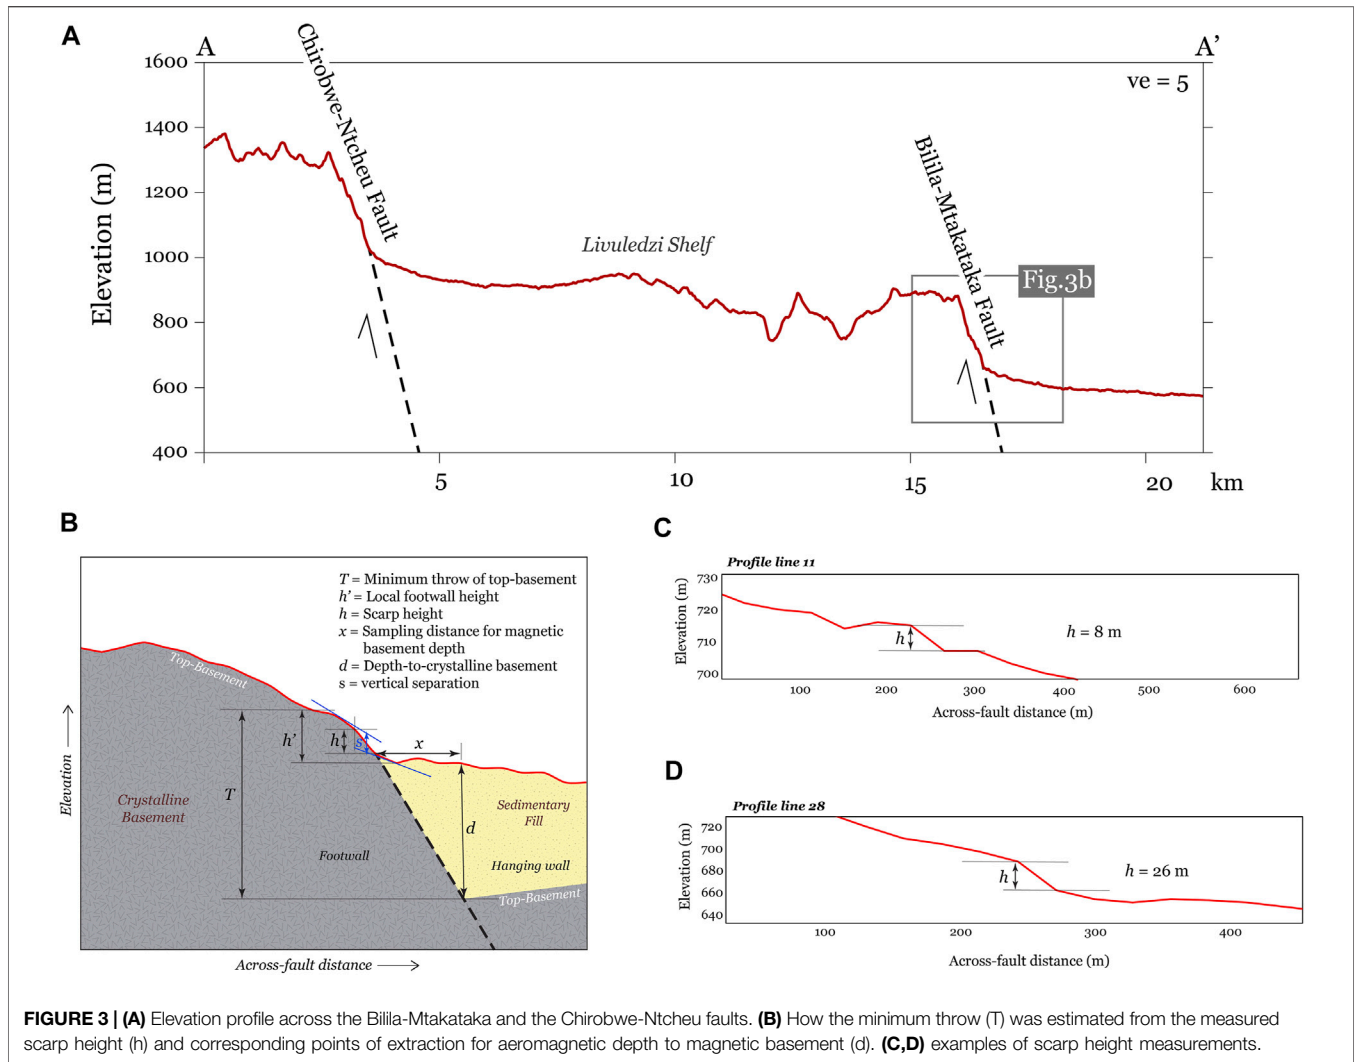 A
A
A’
Chirobwe-Ntcheu Fault
Bilila-Mtakataka Fault
ve = 5
Livuledzi Shelf
Fig.3b
Elevation (m)
1600
1400
1200
1000
800
600
400
5
10
15
20
km
B
T = Minimum throw of top-basement
h’ = Local footwall height
h = Scarp height
x = Sampling distance for magnetic
basement depth
d = Depth-to-crystalline basement
s = vertical separation
Top-Basement
h’
h
s
x
T
d
Crystalline
Basement
Sedimentary
Fill
Footwall
Hanging wall
Top-Basement
Elevation
Across-fault distance
C
Profile line 11
Elevation (m)
730
720
710
700
h
h = 8 m
100
200
300
400
500
600
Across-fault distance (m)
D
Profile line 28
Elevation (m)
720
700
680
660
640
h
h = 26 m
100
200
300
400
Across-fault distance (m)
FIGURE 3 | (A) Elevation profile across the Bilila-Mtakataka and the Chirobwe-Ntcheu faults. (B) How the minimum throw (T) was estimated from the measured
scarp height (h) and corresponding points of extraction for aeromagnetic depth to magnetic basement (d). (C,D) examples of scarp height measurements.